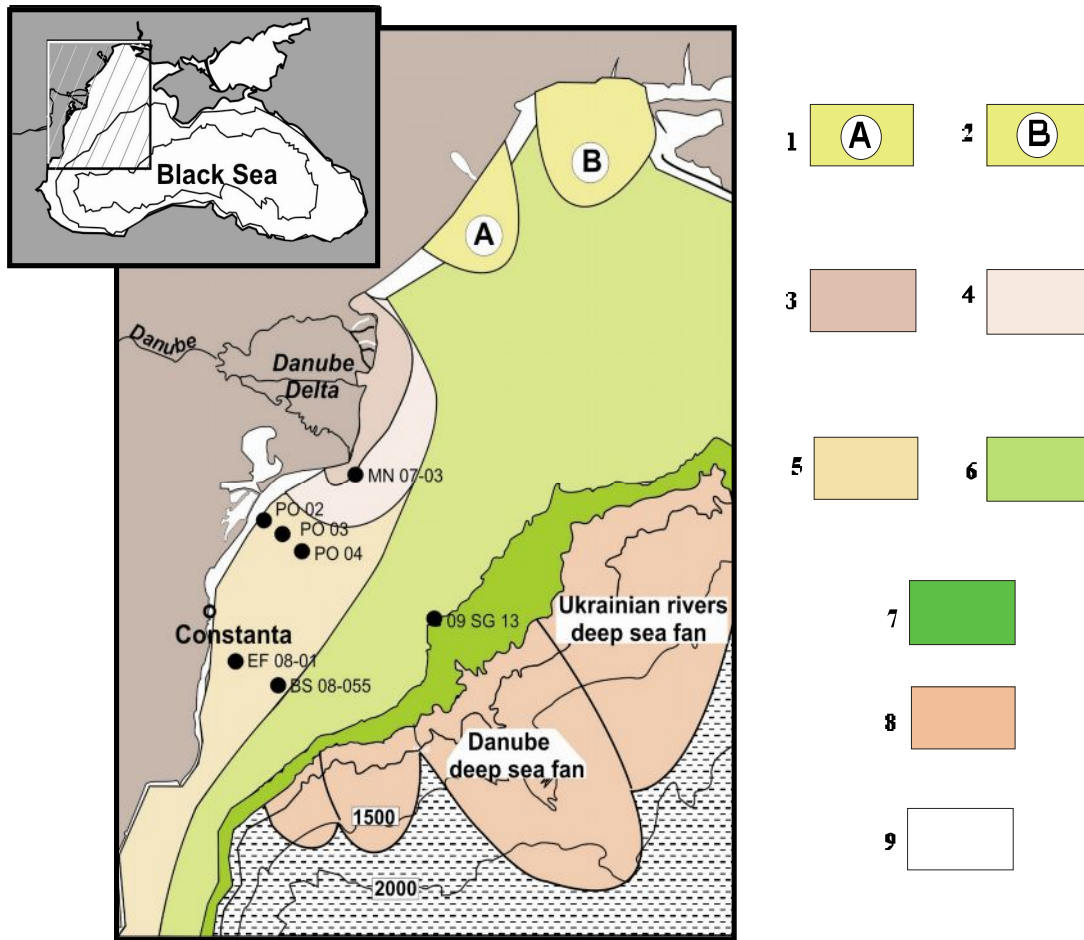 Black Sea
A
B
Danube
Danube
Delta
MN 07-03
PO 02
PO 03
PO 04
09 SG 13
Constanta
EF 08-01
BS 08-055
Ukrainian rivers
deep sea fan
Danube
deep sea fan
1500
2000
1 A 2 B
3 4
5 6
7
8
9